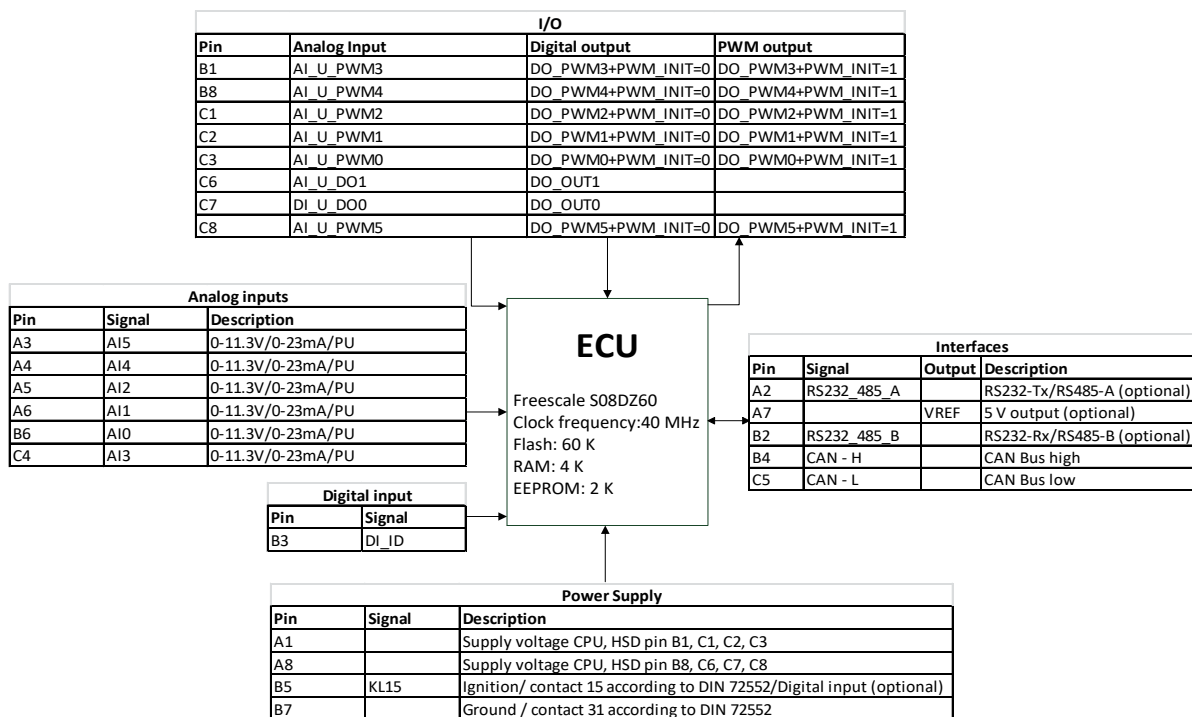 I/O
Pin Analog Input Digital output PWM output
B1 AI_U_PWM3 DO_PWM3+PWM_INIT=0 DO_PWM3+PWM_INIT=1
B8 AI_U_PWM4 DO_PWM4+PWM_INIT=0 DO_PWM4+PWM_INIT=1
C1 AI_U_PWM2 DO_PWM2+PWM_INIT=0 DO_PWM2+PWM_INIT=1
C2 AI_U_PWM1 DO_PWM1+PWM_INIT=0 DO_PWM1+PWM_INIT=1
C3 AI_U_PWM0 DO_PWM0+PWM_INIT=0 DO_PWM0+PWM_INIT=1
C6 AI_U_DO1 DO_OUT1
C7 DI_U_DO0 DO_OUT0
C8 AI_U_PWM5 DO_PWM5+PWM_INIT=0 DO_PWM5+PWM_INIT=1
Analog inputs
Pin Signal Description
A3 AI5 0-11.3V/0-23mA/PU
A4 AI4 0-11.3V/0-23mA/PU
A5 AI2 0-11.3V/0-23mA/PU
A6 AI1 0-11.3V/0-23mA/PU
B6 AI0 0-11.3V/0-23mA/PU
C4 AI3 0-11.3V/0-23mA/PU
Digital input
Pin Signal
B3 DI_ID
ECU
Freescale S08DZ60
Clock frequency:40 MHz
Flash: 60 K
RAM: 4 K
EEPROM: 2 K
Interfaces
Pin Signal Output Description
A2 RS232_485_A RS232-Tx/RS485-A (optional)
A7 VREF 5 V output (optional)
B2 RS232_485_B RS232-Rx/RS485-B (optional)
B4 CAN - H CAN Bus high
C5 CAN - L CAN Bus low
Power Supply
Pin Signal Description
A1 Supply voltage CPU, HSD pin B1, C1, C2, C3
A8 Supply voltage CPU, HSD pin B8, C6, C7, C8
B5 KL15 Ignition/ contact 15 according to DIN 72552/Digital input (optional)
B7 Ground / contact 31 according to DIN 72552